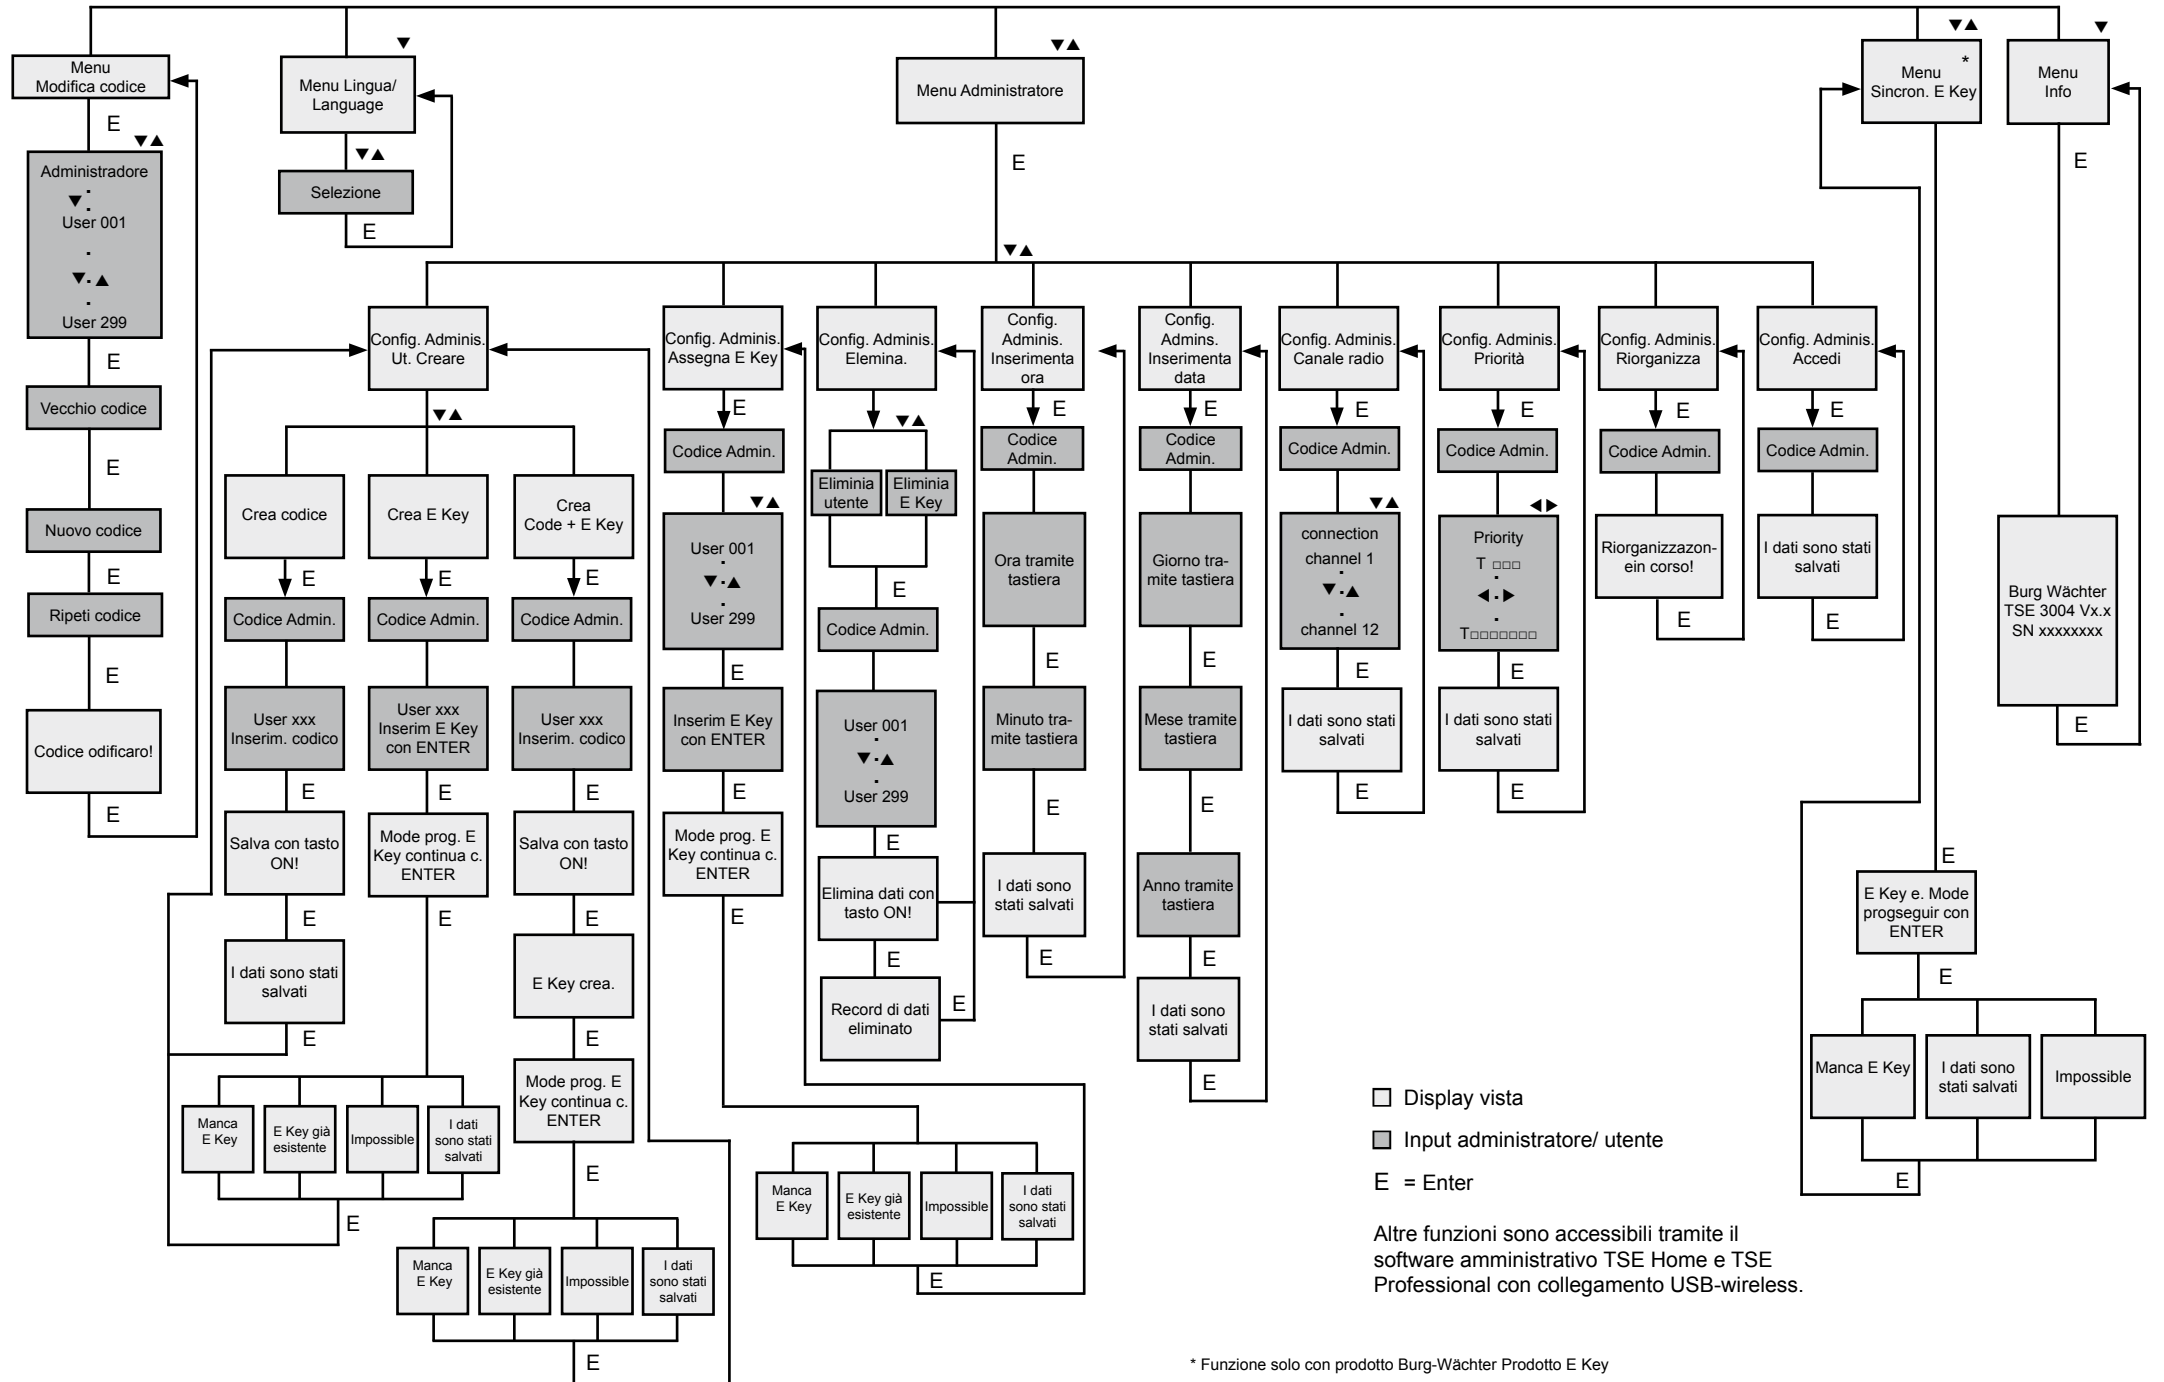 Menu
Modifica codice
E
Administradore
▼
User 001
▼ ▲
User 299
E
Vecchio codice
E
Nuovo codice
E
Ripeti codice
E
Codice odificaro!
E
▼
Menu Lingua/
Language
▼▲
Selezione
E
▼▲
Menu Administratore
E
▼▲
Config. Adminis.
Ut. Creare
▼▲
Crea codice
E
Codice Admin.
User xxx
Inserim. codico
E
Salva con tasto
ON!
E
I dati sono stati
salvati
E
Crea E Key
E
Codice Admin.
User xxx
Inserim E Key
con ENTER
E
Mode prog. E
Key continua c.
ENTER
E
Manca
E Key
E Key già
esistente
Impossible
I dati
sono stati
salvati
E
Crea
Code + E Key
E
Codice Admin.
User xxx
Inserim. codico
E
Salva con tasto
ON!
E
E Key crea.
E
Mode prog. E
Key continua c.
ENTER
E
Manca
E Key
E Key già
esistente
Impossible
I dati
sono stati
salvati
E
Config. Adminis.
Assegna E Key
E
Codice Admin.
▼▲
User 001
▼ ▲
User 299
E
Inserim E Key
con ENTER
E
Mode prog. E
Key continua c.
ENTER
E
Manca
E Key
E Key già
esistente
Impossible
I dati
sono stati
salvati
E
Config. Adminis.
Elemina.
E
▼▲
Eliminia
utente
Eliminia
E Key
E
Codice Admin.
User 001
▼ ▲
User 299
E
Elimina dati con
tasto ON!
E
Record di dati
eliminato
E
Config.
Adminis.
Inserimenta
ora
E
Codice
Admin.
Ora tramite
tastiera
E
Minuto tra-
mite tastiera
E
I dati sono
stati salvati
E
Config.
Admins.
Inserimenta
data
E
Codice
Admin.
Giorno tra-
mite tastiera
E
Mese tramite
tastiera
E
Anno tramite
tastiera
E
I dati sono
stati salvati
E
Config. Adminis.
Canale radio
E
Codice Admin.
▼▲
connection
channel 1
▼ ▲
channel 12
E
I dati sono stati
salvati
E
Config. Adminis.
Priorità
E
Codice Admin.
◀▶
Priority
T □□□
◀ ▶
T□□□□□□□
E
I dati sono stati
salvati
E
Config. Adminis.
Riorganizza
E
Codice Admin.
Riorganizzazon-
ein corso!
E
Config. Adminis.
Accedi
E
Codice Admin.
I dati sono stati
salvati
E
▼▲
Menu *
Sincron. E Key
E
E Key e. Mode
progseguir con
ENTER
E
Manca E Key
I dati sono
stati salvati
Impossible
E
▼
Menu
Info
E
Burg Wächter
TSE 3004 Vx.x
SN xxxxxxxx
E
Display vista
Input administratore/ utente
E = Enter
Altre funzioni sono accessibili tramite il
software amministrativo TSE Home e TSE
Professional con collegamento USB-wireless.
* Funzione solo con prodotto Burg-Wächter Prodotto E Key